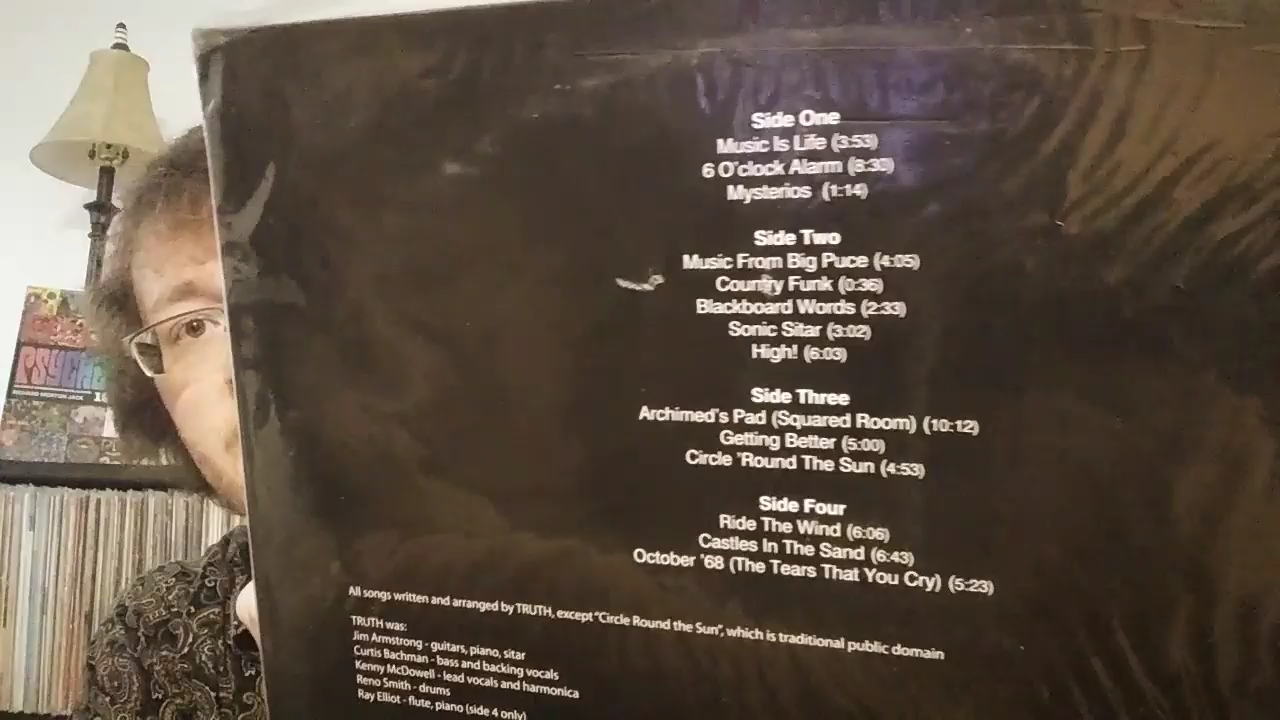 Side One
Music Is Life (3:53)
6 O'clock Alarm (8:30)
Mysterios (1:14)
Side Two
Music From Big Puce (4:05)
Country Funk (0:36)
Blackboard Words (2:33)
Sonic Sitar (3:02)
High! (6:03)
Side Three
Archimed's Pad (Squared Room) (10:12)
Getting Better (5:00)
Circle 'Round The Sun (4:53)
Side Four
Ride The Wind (6:06)
Castles In The Sand (6:43)
October '68 (The Tears That You Cry) (5:23)
All songs written and arranged by TRUTH, except "Circle Round the Sun", which is traditional public domain
TRUTH was:
Jim Armstrong - guitars, piano, sitar
Curtis Bachman - bass and backing vocals
Kenny McDowell - lead vocals and harmonica
Reno Smith - drums
Ray Elliot - flute, piano (side 4 only)
RICHARD MORTON JACK